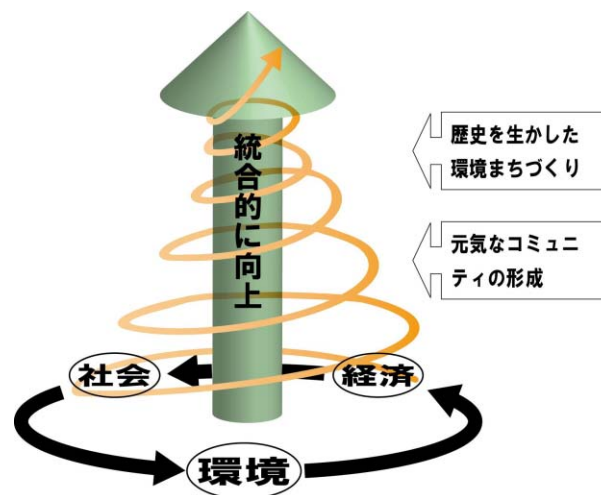 統合的に向上
歴史を生かした
環境まちづくり
元気なコミュニ
ティの形成
社会
経済
環境